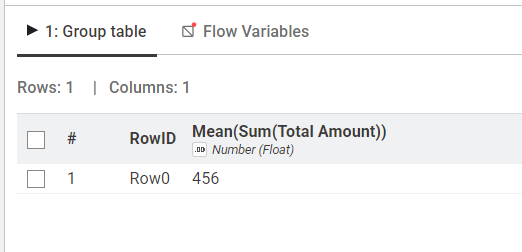 ▶ 1: Group table Flow Variables
Rows: 1 | Columns: 1
# RowID Mean(Sum(Total Amount))
.00 Number (Float)
1 Row0 456